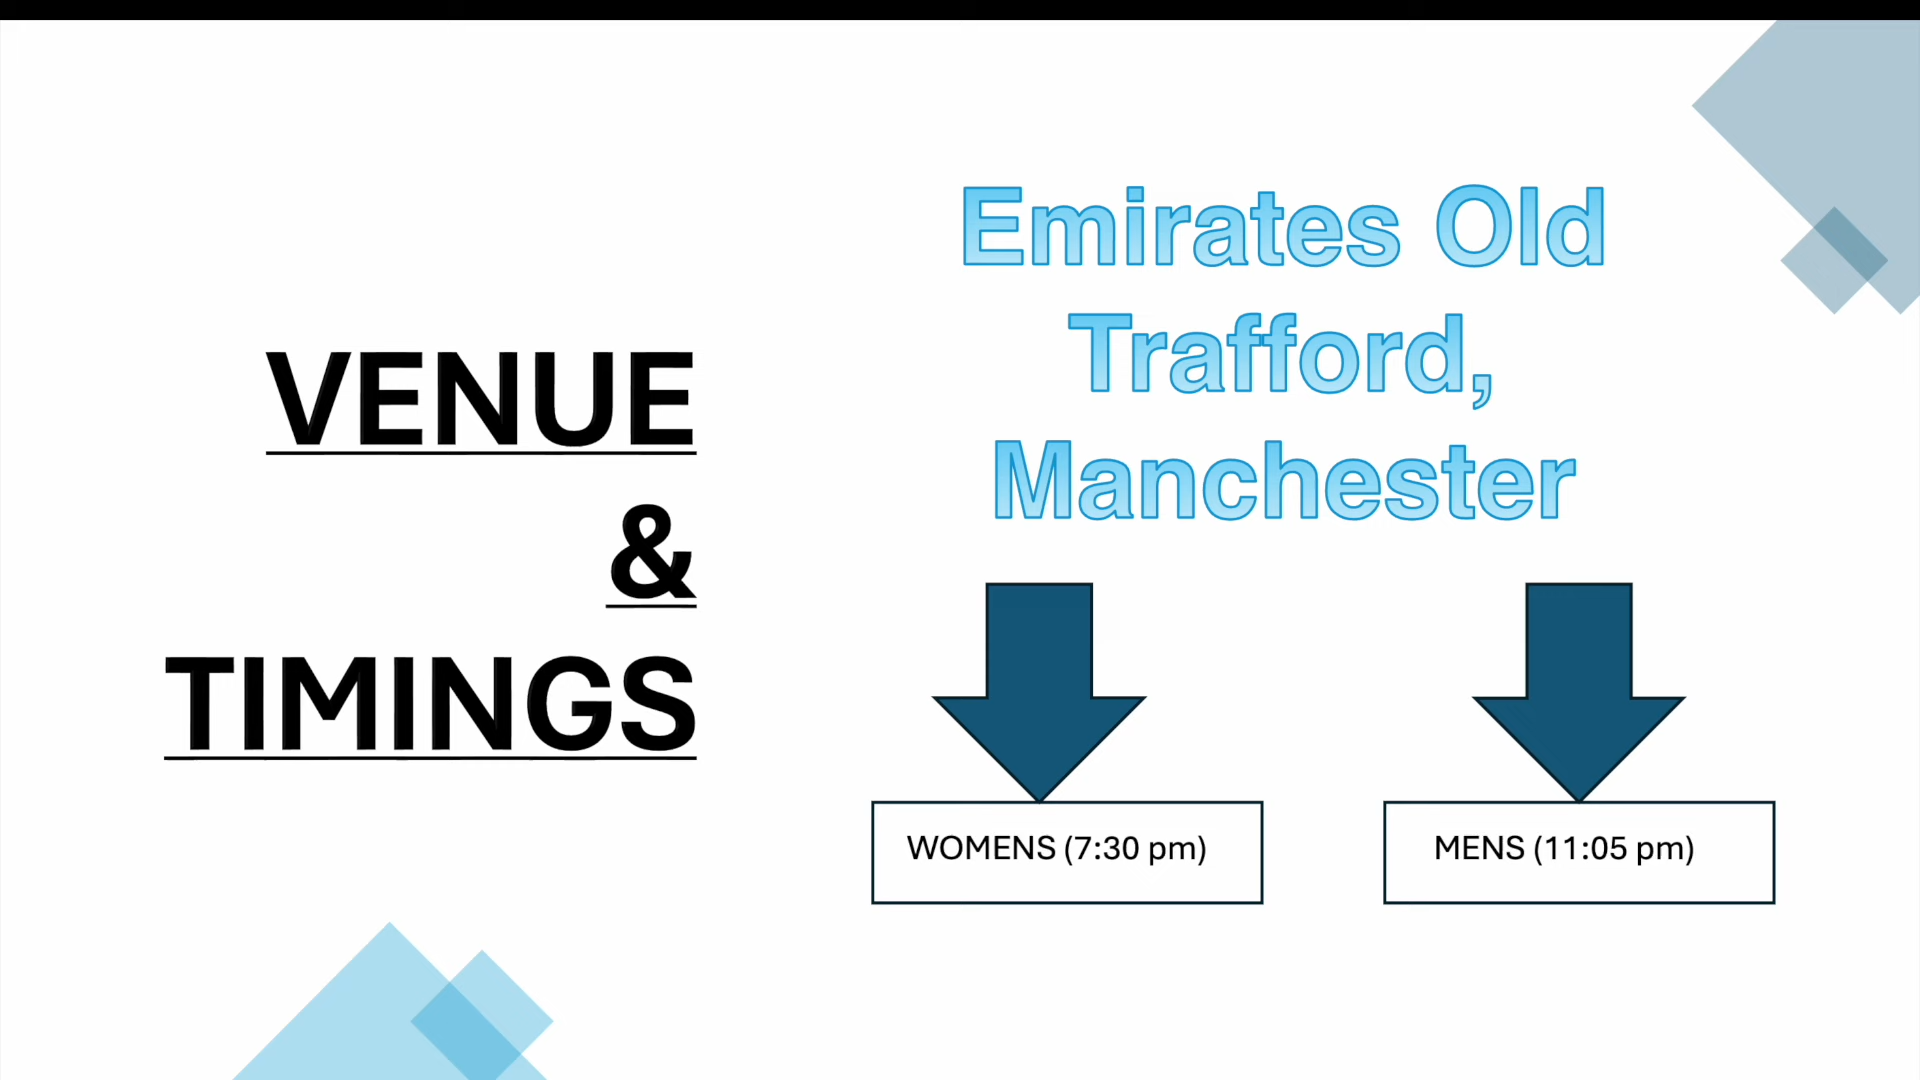 VENUE
&
TIMINGS
Emirates Old
Trafford,
Manchester
WOMENS (7:30 pm)
MENS (11:05 pm)